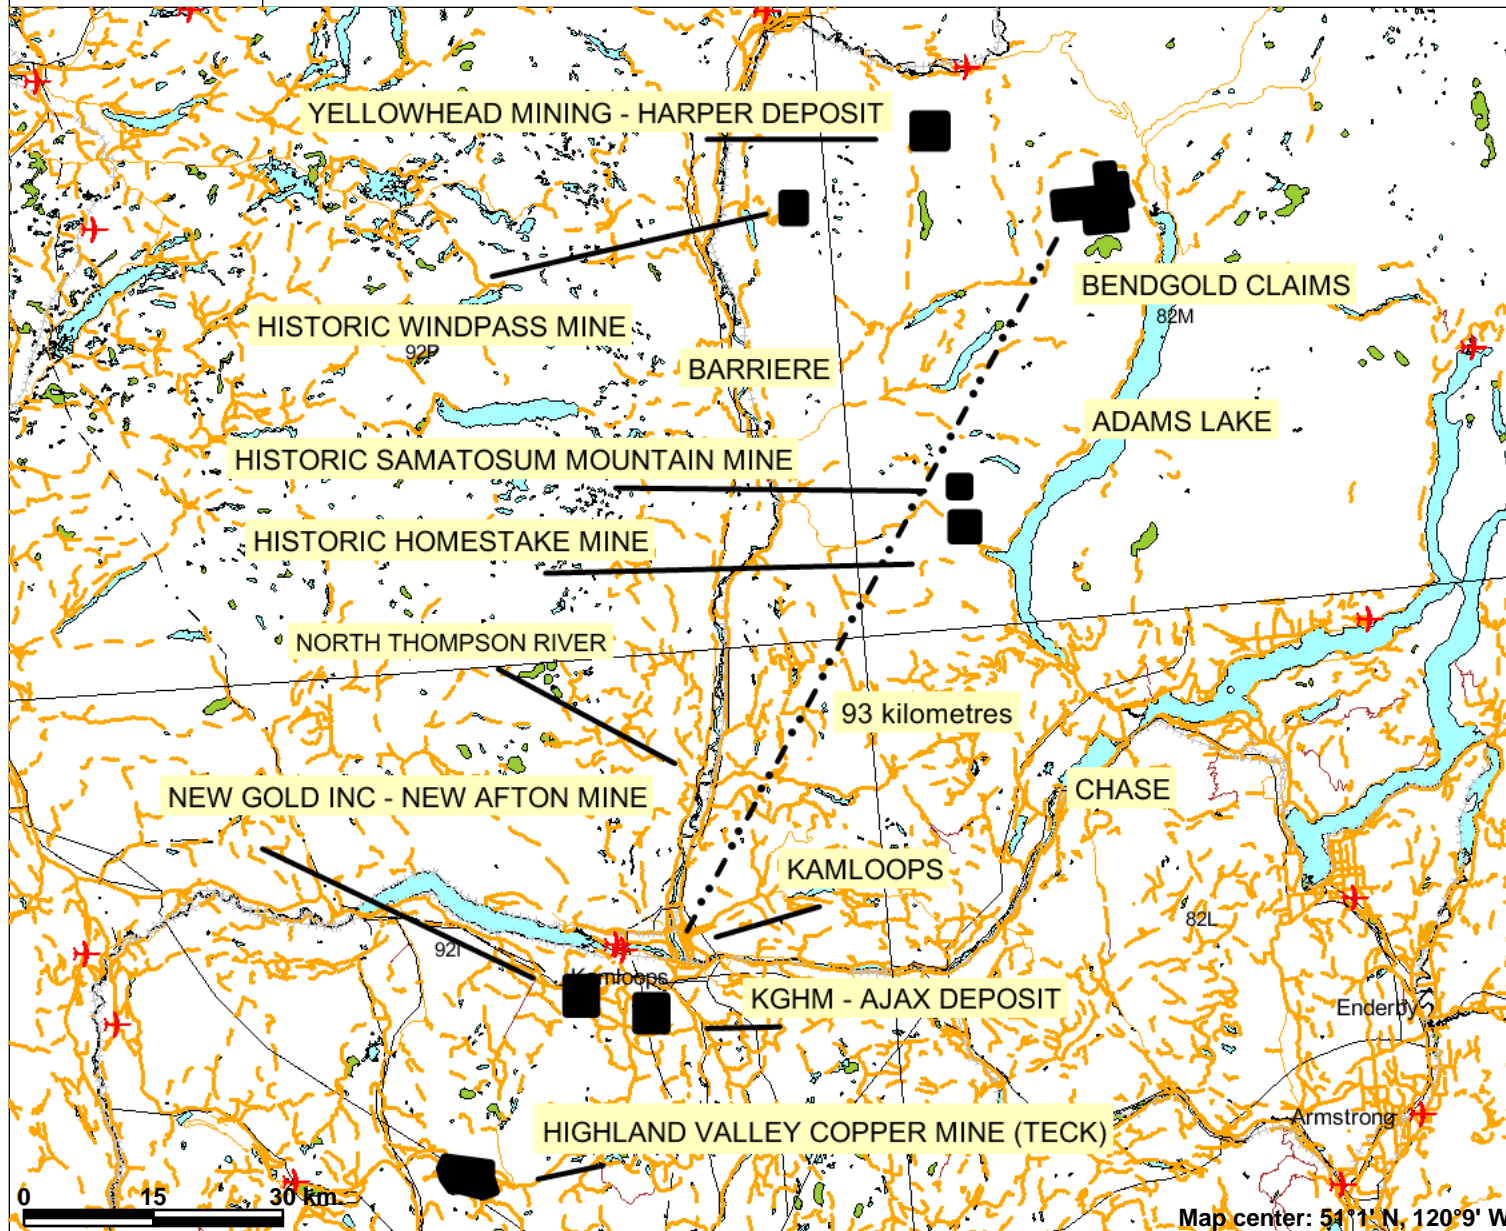 YELLOWHEAD MINING - HARPER DEPOSIT
BENDGOLD CLAIMS
82M
HISTORIC WINDPASS MINE
92P
BARRIERE
ADAMS LAKE
HISTORIC SAMATOSUM MOUNTAIN MINE
HISTORIC HOMESTAKE MINE
NORTH THOMPSON RIVER
93 kilometres
NEW GOLD INC - NEW AFTON MINE
CHASE
KAMLOOPS
82L
92I
Kamloops
KGHM - AJAX DEPOSIT
Enderby
Armstrong
HIGHLAND VALLEY COPPER MINE (TECK)
0 15 30 km
Map center: 51°1' N, 120°9' W